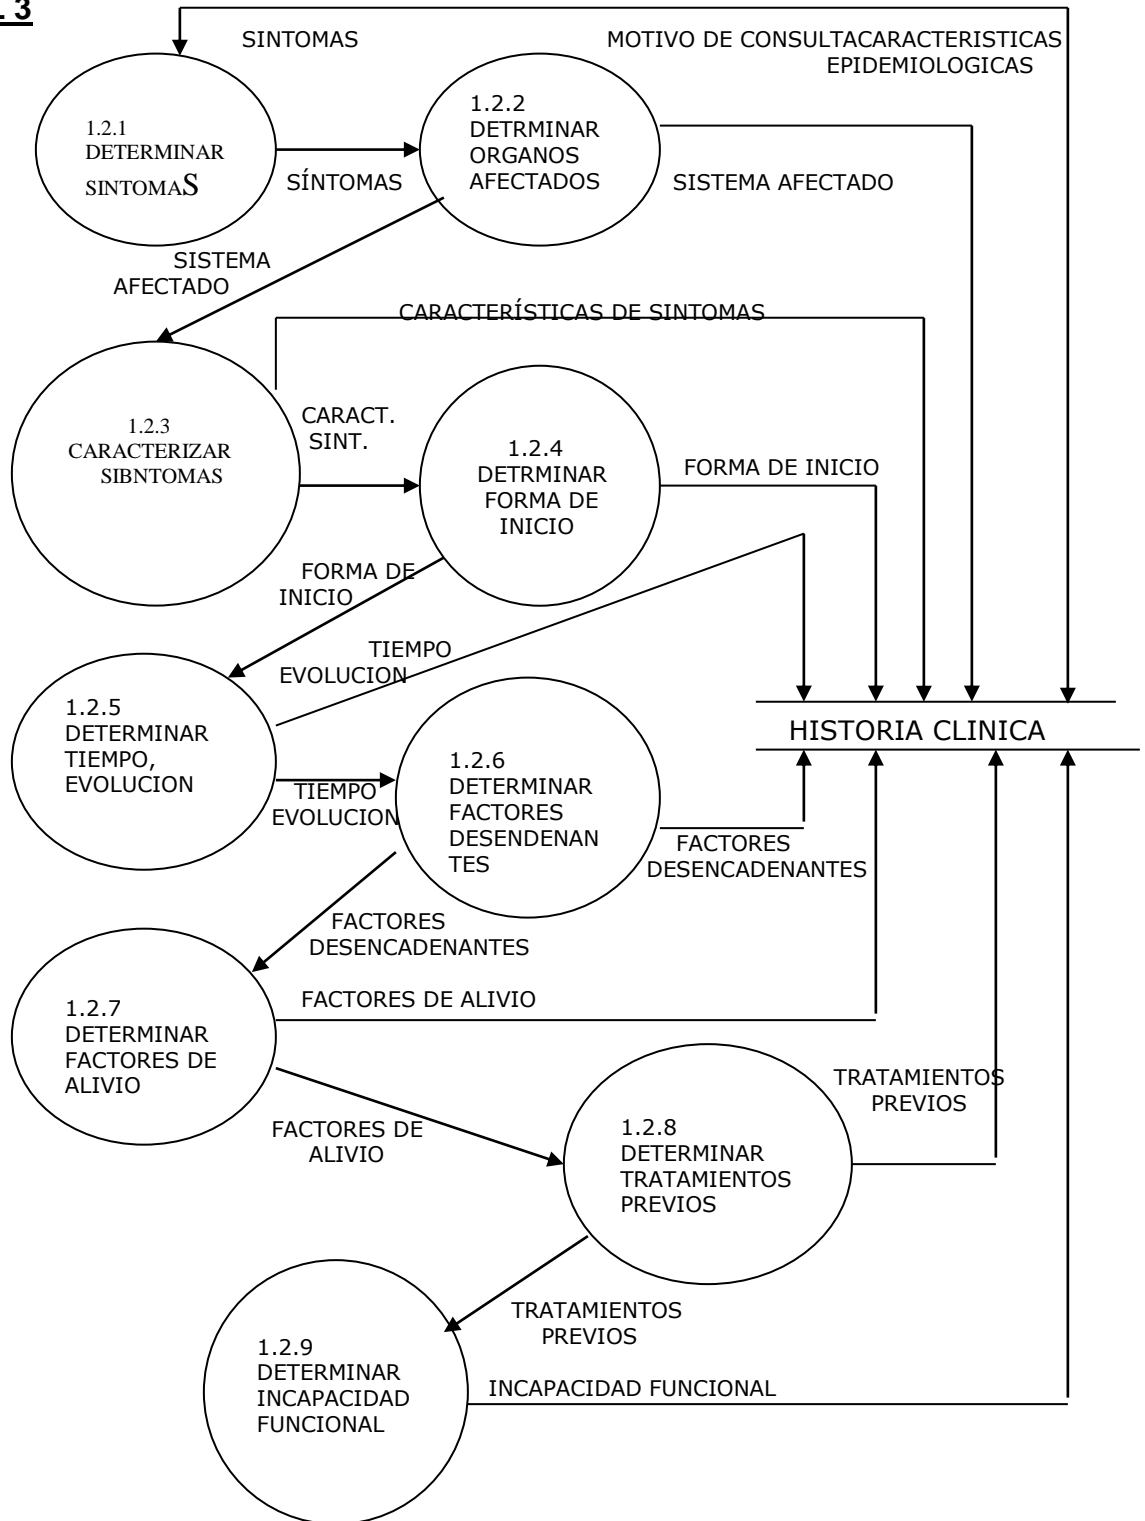 3
SINTOMAS
MOTIVO DE CONSULTACARACTERISTICAS
EPIDEMIOLOGICAS
1.2.1
DETERMINAR
SINTOMAS
1.2.2
DETRMINAR
ORGANOS
AFECTADOS
SÍNTOMAS
SISTEMA AFECTADO
SISTEMA
AFECTADO
CARACTERÍSTICAS DE SINTOMAS
1.2.3
CARACTERIZAR
SIBNTOMAS
CARACT.
SINT.
1.2.4
DETRMINAR
FORMA DE
INICIO
FORMA DE INICIO
FORMA DE
INICIO
TIEMPO
EVOLUCION
1.2.5
DETERMINAR
TIEMPO,
EVOLUCION
HISTORIA CLINICA
TIEMPO
EVOLUCION
1.2.6
DETERMINAR
FACTORES
DESENDENAN
TES
FACTORES
DESENCADENANTES
FACTORES
DESENCADENANTES
1.2.7
DETERMINAR
FACTORES DE
ALIVIO
FACTORES DE ALIVIO
FACTORES DE
ALIVIO
1.2.8
DETERMINAR
TRATAMIENTOS
PREVIOS
TRATAMIENTOS
PREVIOS
TRATAMIENTOS
PREVIOS
1.2.9
DETERMINAR
INCAPACIDAD
FUNCIONAL
INCAPACIDAD FUNCIONAL